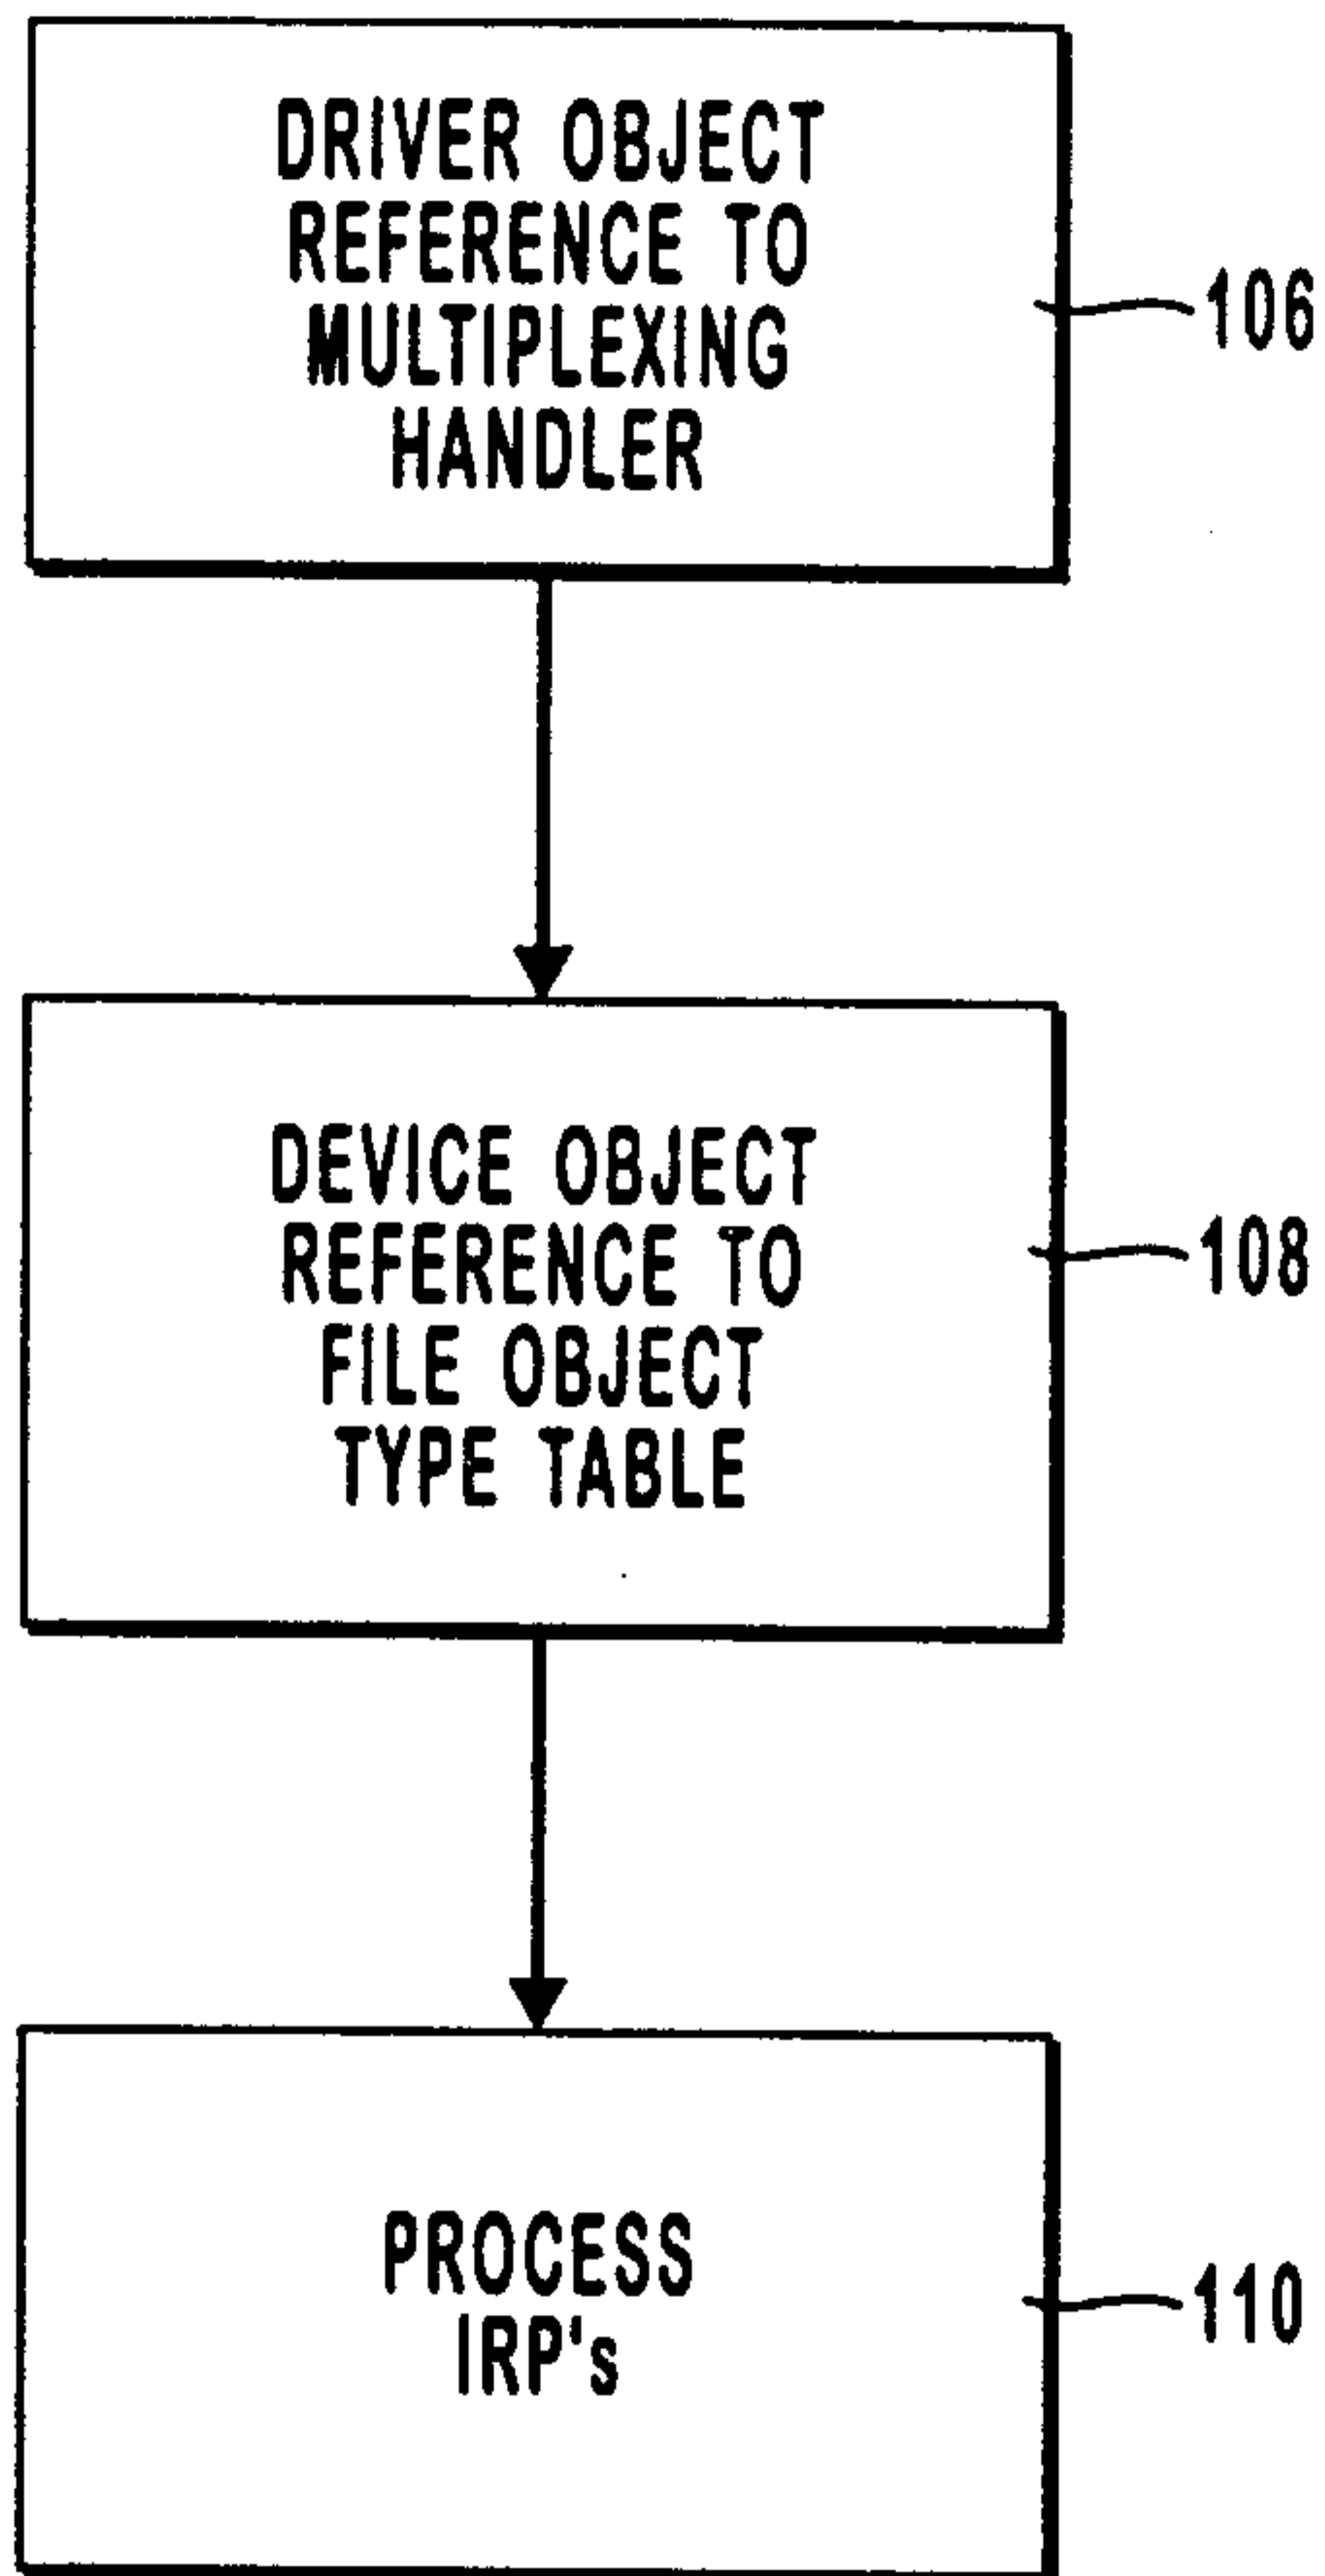 DRIVER OBJECT
REFERENCE TO
MULTIPLEXING
HANDLER
106
DEVICE OBJECT
REFERENCE TO
FILE OBJECT
TYPE TABLE
108
PROCESS
IRP's
110